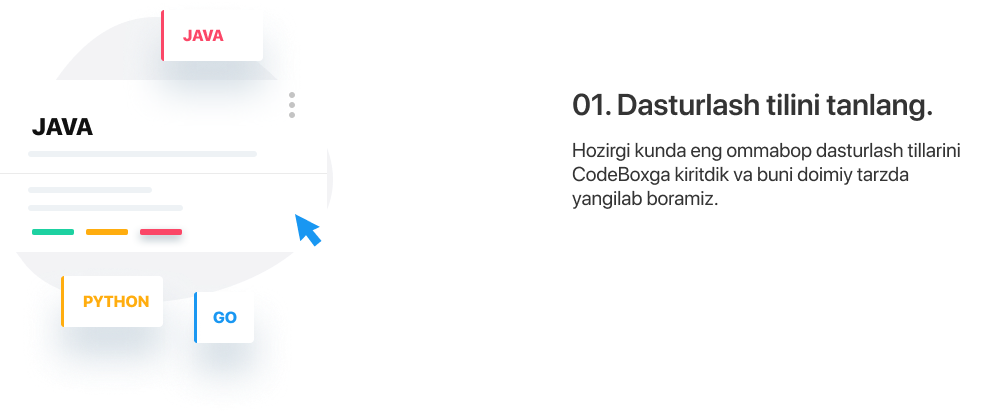 JAVA
JAVA
PYTHON
GO
01. Dasturlash tilini tanlang.
Hozirgi kunda eng ommabop dasturlash tillarini
CodeBoxga kiritdik va buni doimiy tarzda
yangilab boramiz.